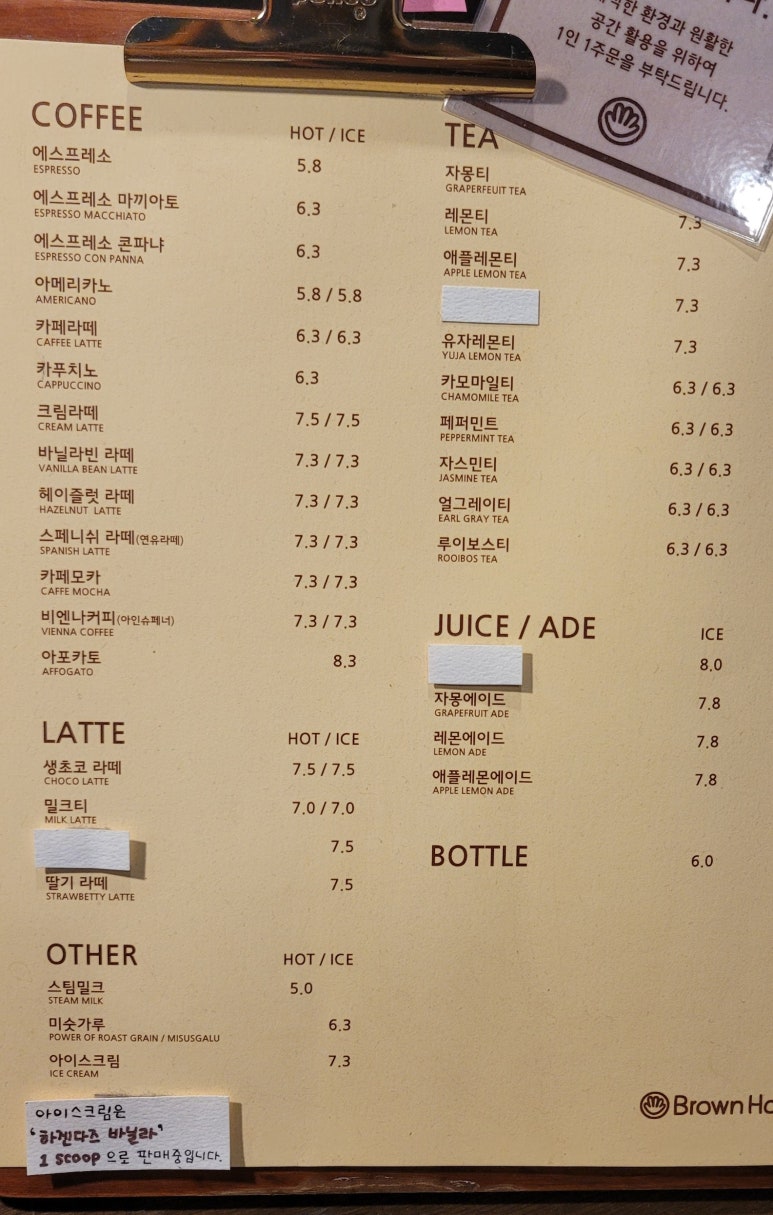 공간 활용을 위하여
1인 1주문을 부탁드립니다.
COFFEE
HOT / ICE
에스프레소 5.8
ESPRESSO
에스프레소 마끼아토 6.3
ESPRESSO MACCHIATO
에스프레소 콘파냐 6.3
ESPRESSO CON PANNA
아메리카노 5.8 / 5.8
AMERICANO
카페라떼 6.3 / 6.3
CAFFEE LATTE
카푸치노 6.3
CAPPUCCINO
크림라떼 7.5 / 7.5
CREAM LATTE
바닐라빈 라떼 7.3 / 7.3
VANILLA BEAN LATTE
헤이즐럿 라떼 7.3 / 7.3
HAZELNUT LATTE
스페니쉬 라떼(연유라떼) 7.3 / 7.3
SPANISH LATTE
카페모카 7.3 / 7.3
CAFFE MOCHA
비엔나커피(아인슈페너) 7.3 / 7.3
VIENNA COFFEE
아포카토 8.3
AFFOGATO
LATTE
HOT / ICE
생초코 라떼 7.5 / 7.5
CHOCO LATTE
밀크티 7.0 / 7.0
MILK LATTE
7.5
딸기 라떼 7.5
STRAWBETTY LATTE
OTHER
HOT / ICE
스팀밀크 5.0
STEAM MILK
미숫가루 6.3
POWER OF ROAST GRAIN / MISUSGALU
아이스크림 7.3
ICE CREAM
아이스크림은
"하겐다즈 바닐라"
1 scoop 으로 판매중입니다.
TEA
자몽티
GRAPERFEUIT TEA
레몬티 7.3
LEMON TEA
애플레몬티 7.3
APPLE LEMON TEA
7.3
유자레몬티 7.3
YUJA LEMON TEA
카모마일티 6.3 / 6.3
CHAMOMILE TEA
페퍼민트 6.3 / 6.3
PEPPERMINT TEA
자스민티 6.3 / 6.3
JASMINE TEA
얼그레이티 6.3 / 6.3
EARL GRAY TEA
루이보스티 6.3 / 6.3
ROOIBOS TEA
JUICE / ADE
ICE
8.0
자몽에이드 7.8
GRAPEFRUIT ADE
레몬에이드 7.8
LEMON ADE
애플레몬에이드 7.8
APPLE LEMON ADE
BOTTLE 6.0
Brown